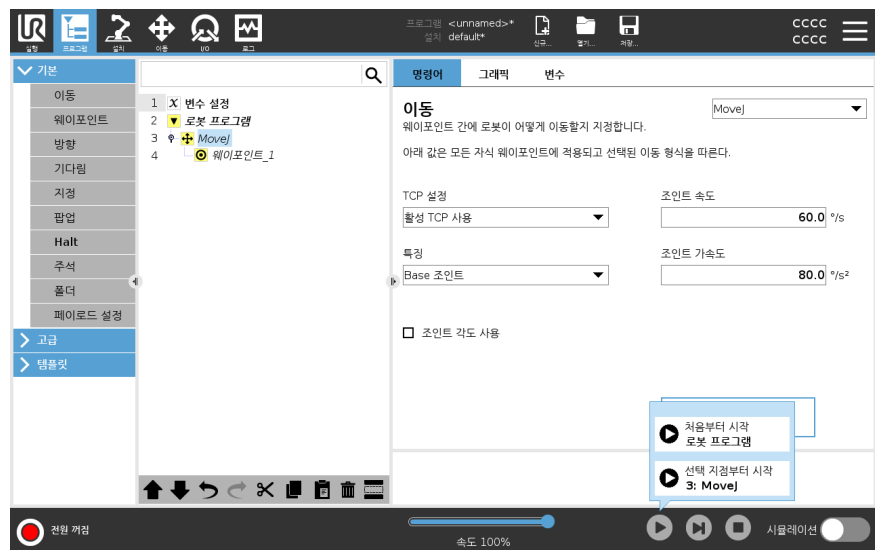 프로그램 <unnamed>*
설치 default*
실행 프로그램 설치 이동 I/O 로그
신규... 열기... 저장...
CCCC
CCCC
기본
이동
웨이포인트
방향
기다림
지정
팝업
Halt
주석
폴더
페이로드 설정
고급
템플릿
1 X 변수 설정
2 로봇 프로그램
3 MoveJ
4 웨이포인트_1
명령어 그래픽 변수
이동 MoveJ
웨이포인트 간에 로봇이 어떻게 이동할지 지정합니다.
아래 값은 모든 자식 웨이포인트에 적용되고 선택된 이동 형식을 따른다.
TCP 설정 조인트 속도
활성 TCP 사용 60.0 °/s
특징 조인트 가속도
Base 조인트 80.0 °/s²
조인트 각도 사용
처음부터 시작
로봇 프로그램
선택 지점부터 시작
3: MoveJ
전원 꺼짐
속도 100%
시뮬레이션